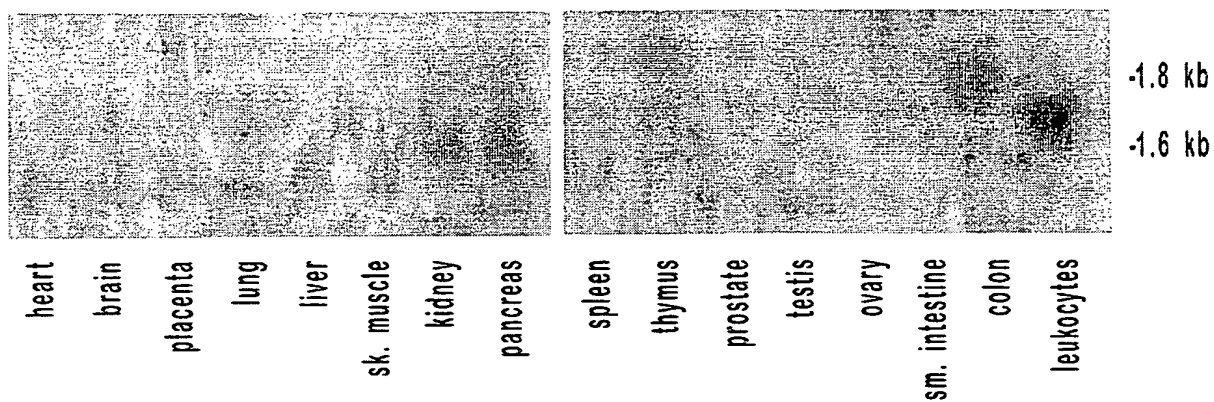 -1.8 kb
-1.6 kb
heart
brain
placenta
lung
liver
sk. muscle
kidney
pancreas
spleen
thymus
prostate
testis
ovary
sm. intestine
colon
leukocytes